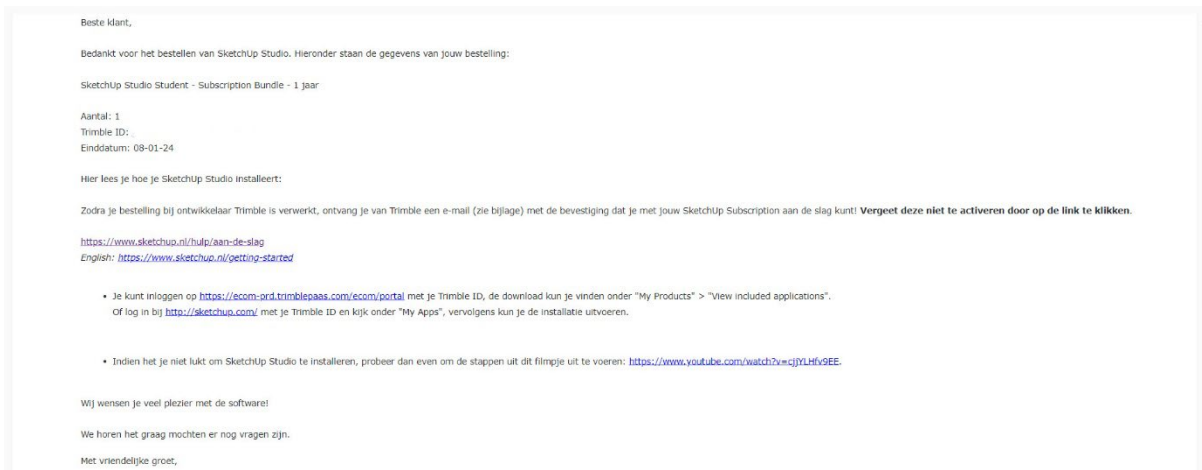 Beste klant,
Bedankt voor het bestellen van SketchUp Studio. Hieronder staan de gegevens van jouw bestelling:
SketchUp Studio Student - Subscription Bundle - 1 jaar
Aantal: 1
Trimble ID:
Einddatum: 08-01-24
Hier lees je hoe je SketchUp Studio installeert:
Zodra je bestelling bij ontwikkelaar Trimble is verwerkt, ontvang je van Trimble een e-mail (zie bijlage) met de bevestiging dat je met jouw SketchUp Subscription aan de slag kunt! Vergeet deze niet te activeren door op de link te klikken.
https://www.sketchup.nl/hulp/aan-de-slag
English: https://www.sketchup.nl/getting-started
• Je kunt inloggen op https://ecom-prd.trimblepaas.com/ecom/portal met je Trimble ID, de download kun je vinden onder "My Products" > "View included applications".
Of log in bij http://sketchup.com/ met je Trimble ID en kijk onder "My Apps", vervolgens kun je de installatie uitvoeren.
• Indien het je niet lukt om SketchUp Studio te installeren, probeer dan even om de stappen uit dit filmpje uit te voeren: https://www.youtube.com/watch?v=cjjYLHfv9EE.
Wij wensen je veel plezier met de software!
We horen het graag mochten er nog vragen zijn.
Met vriendelijke groet,